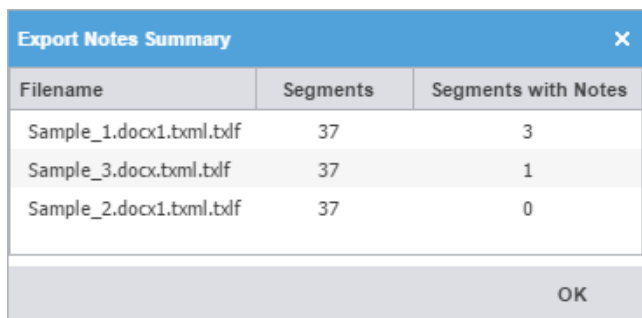 Export Notes Summary ×
Filename Segments Segments with Notes
Sample_1.docx1.txml.txlf 37 3
Sample_3.docx.txml.txlf 37 1
Sample_2.docx1.txml.txlf 37 0
OK